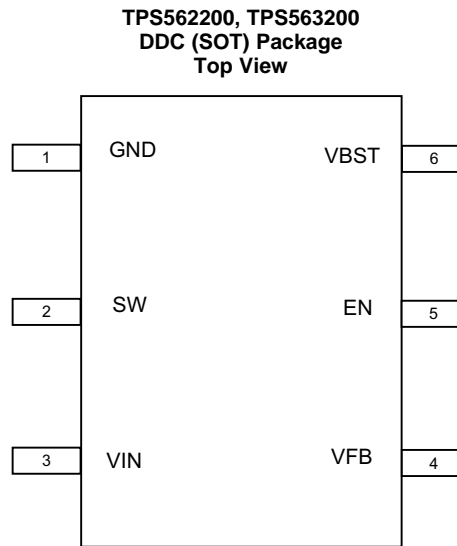 TPS562200, TPS563200
DDC (SOT) Package
Top View
1 GND VBST 6
2 SW EN 5
3 VIN VFB 4